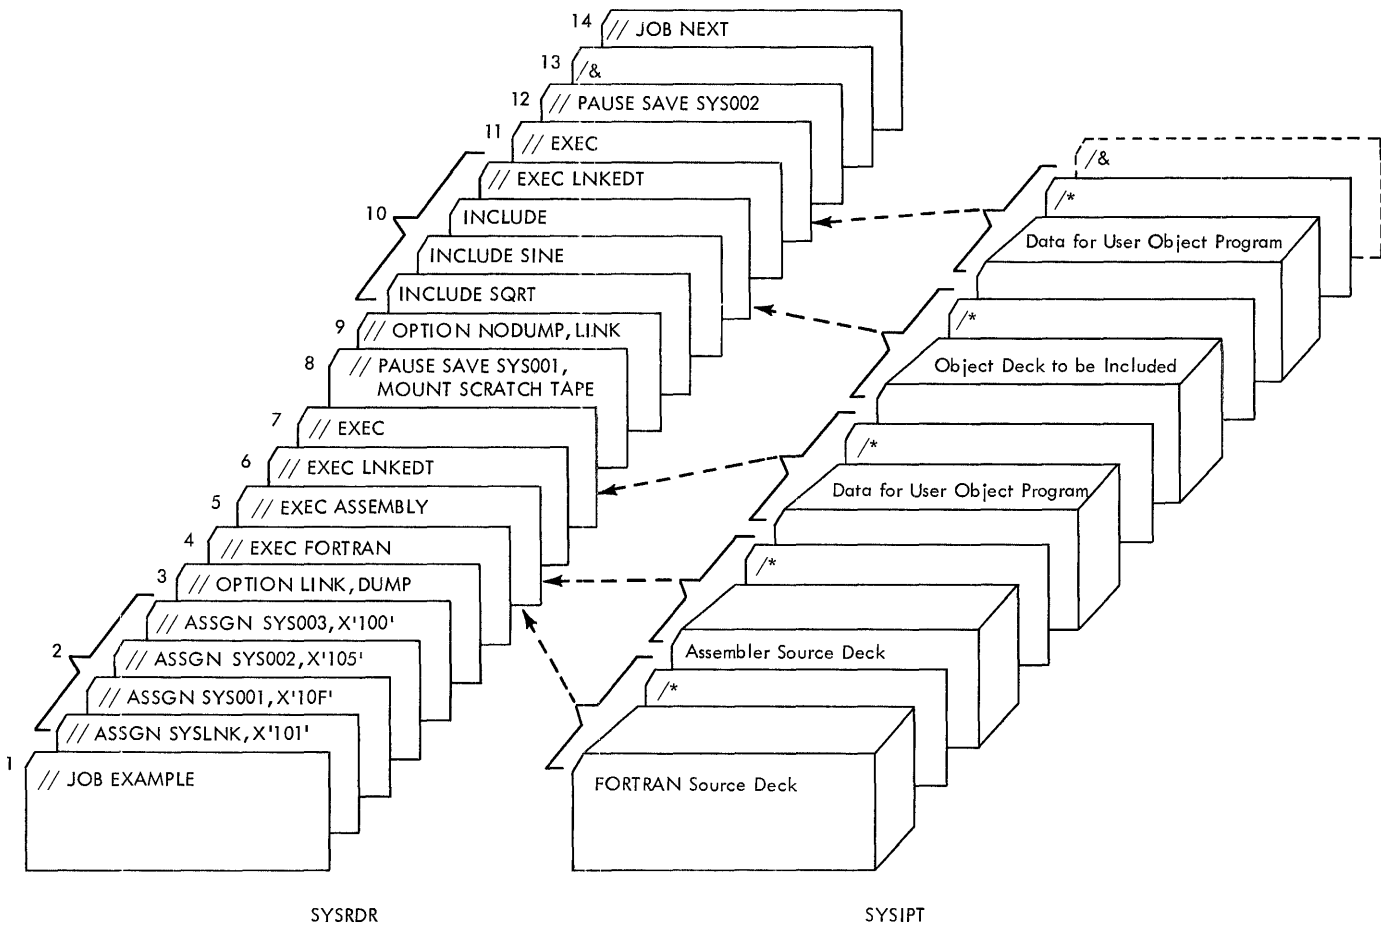 14 // JOB NEXT
13 /&
12 // PAUSE SAVE SYS002
11 // EXEC
// EXEC LNKEDT
10 INCLUDE
INCLUDE SINE
INCLUDE SQRT
9 // OPTION NODUMP, LINK
8 // PAUSE SAVE SYS001,
MOUNT SCRATCH TAPE
7 // EXEC
6 // EXEC LNKEDT
5 // EXEC ASSEMBLY
4 // EXEC FORTRAN
3 // OPTION LINK, DUMP
// ASSGN SYS003, X'100'
2 // ASSGN SYS002, X'105'
// ASSGN SYS001, X'10F'
// ASSGN SYSLNK, X'101'
1 // JOB EXAMPLE
SYSRDR
/&
/*
Data for User Object Program
/*
Object Deck to be Included
/*
Data for User Object Program
/*
Assembler Source Deck
/*
FORTRAN Source Deck
SYSIPT